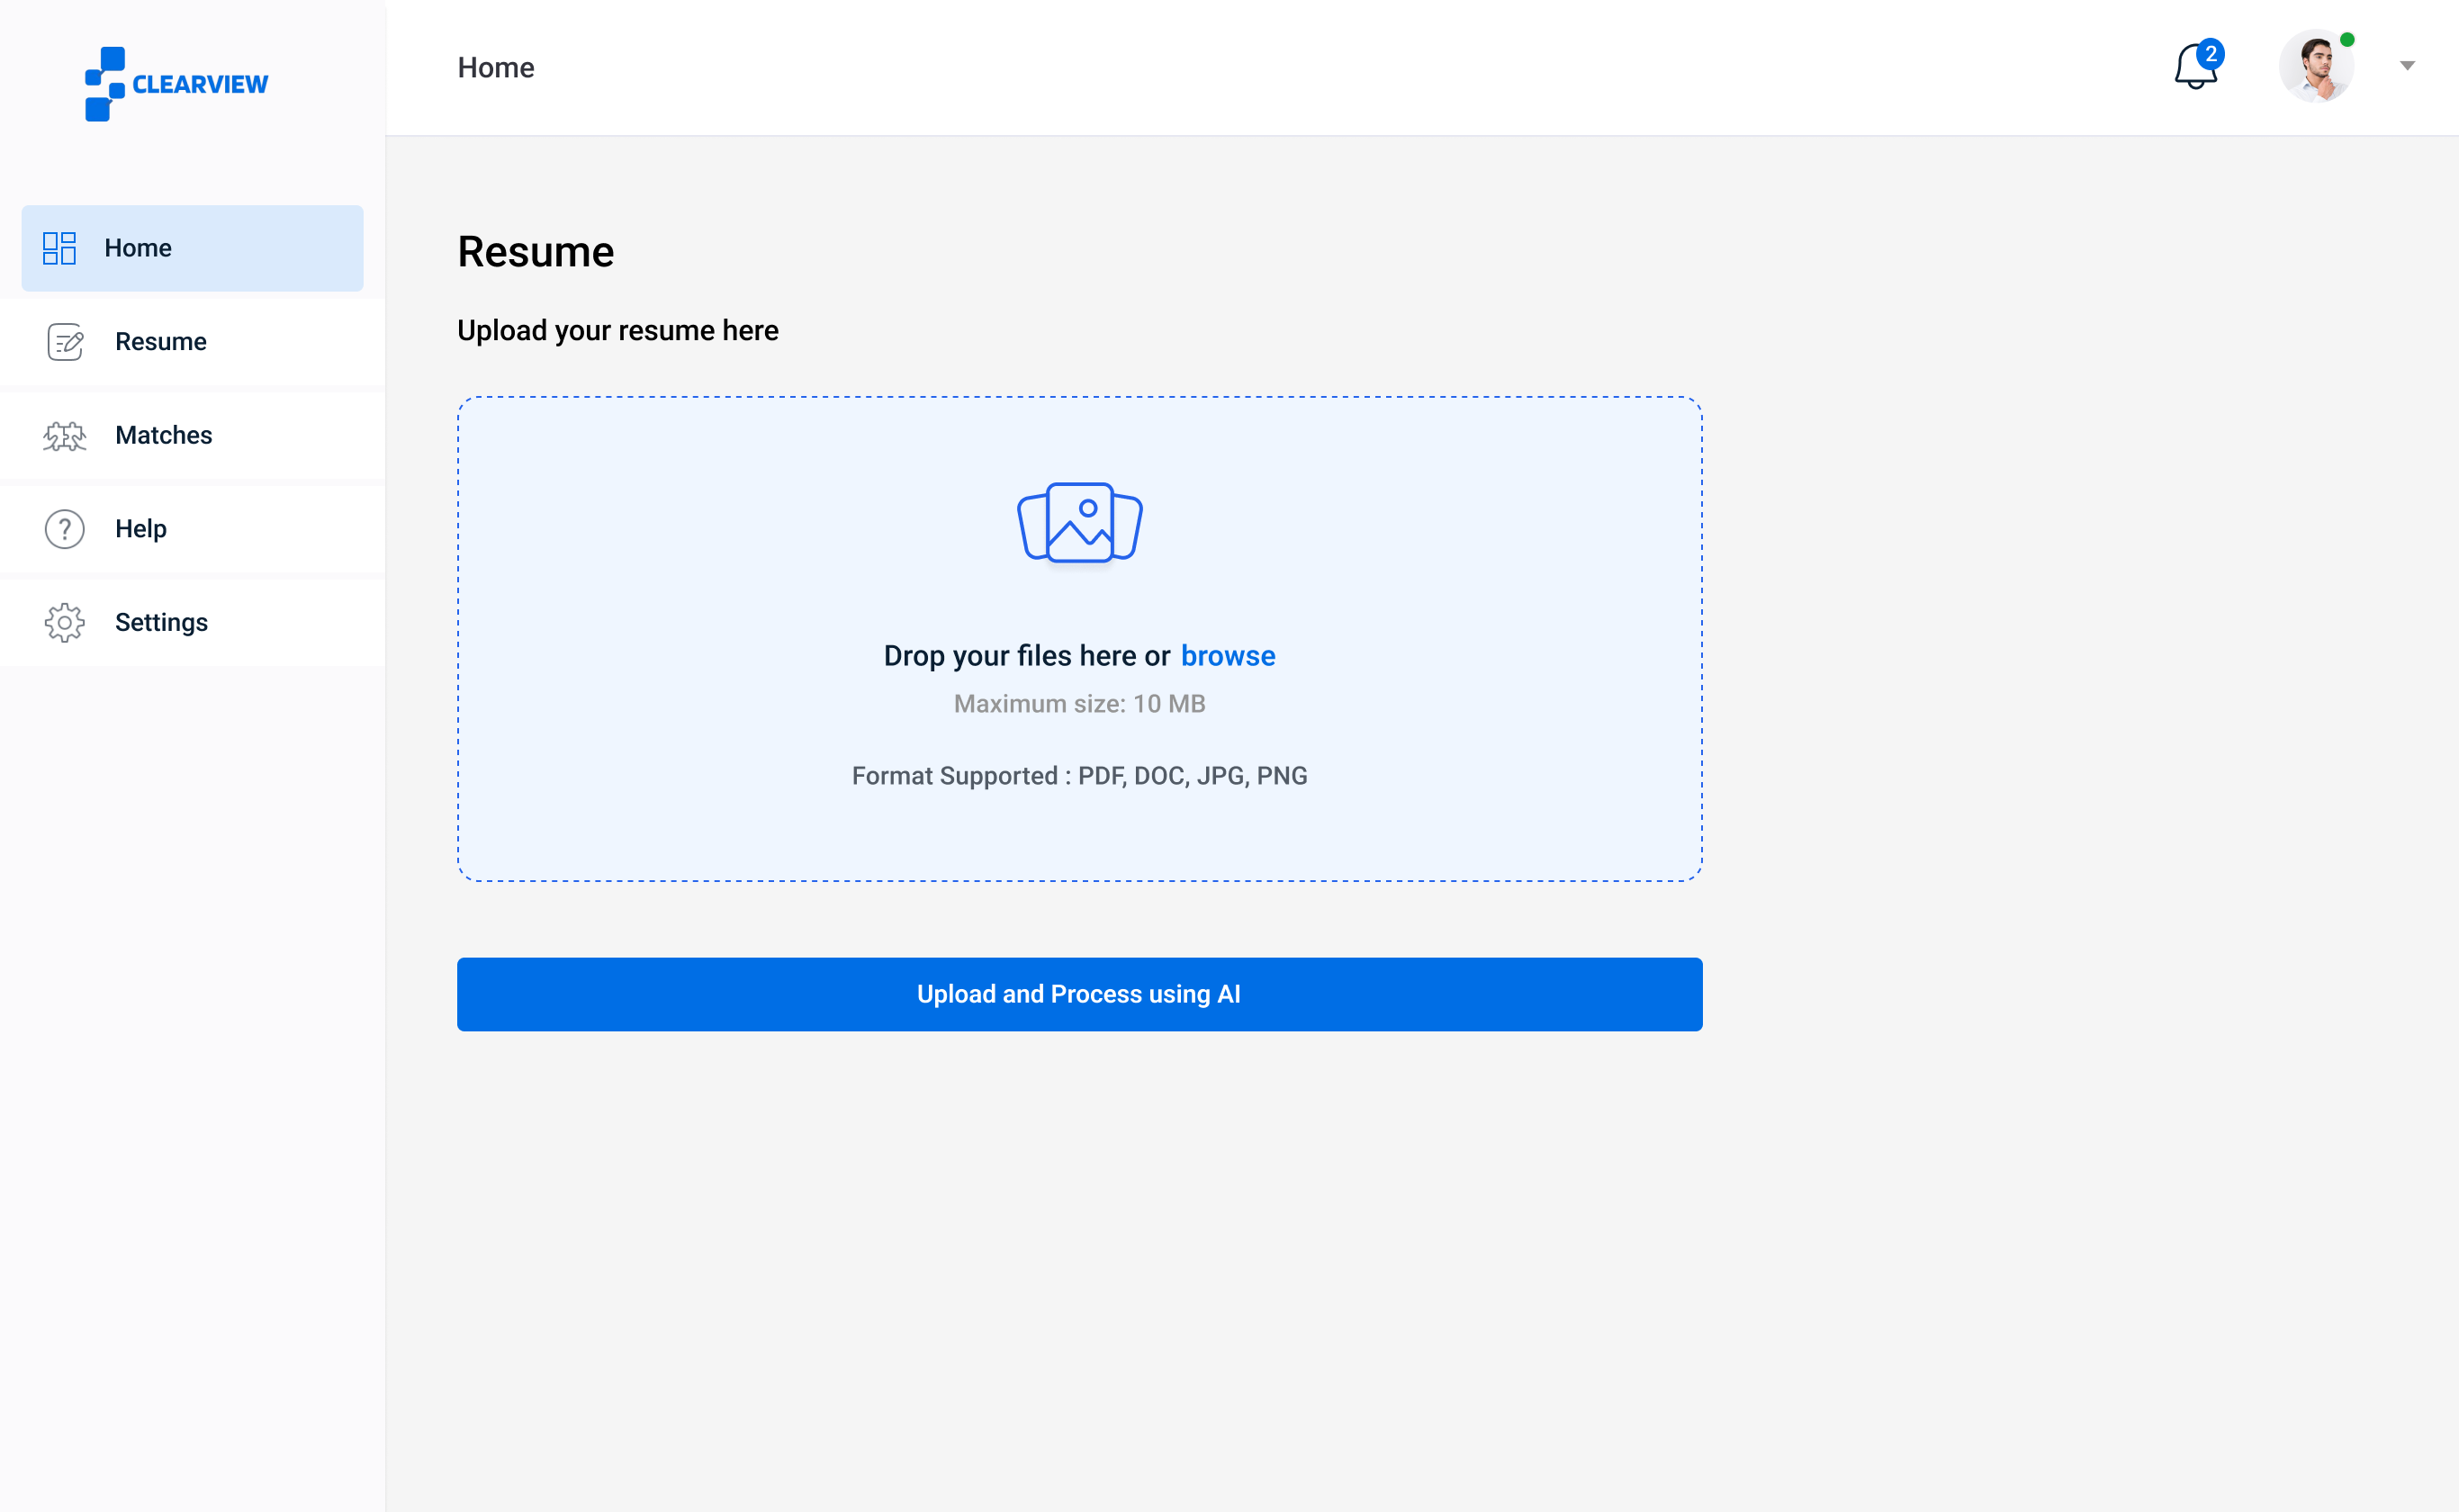 CLEARVIEW
Home
2
Home
Resume
Matches
Help
Settings
Resume
Upload your resume here
Drop your files here or browse
Maximum size: 10 MB
Format Supported : PDF, DOC, JPG, PNG
Upload and Process using AI